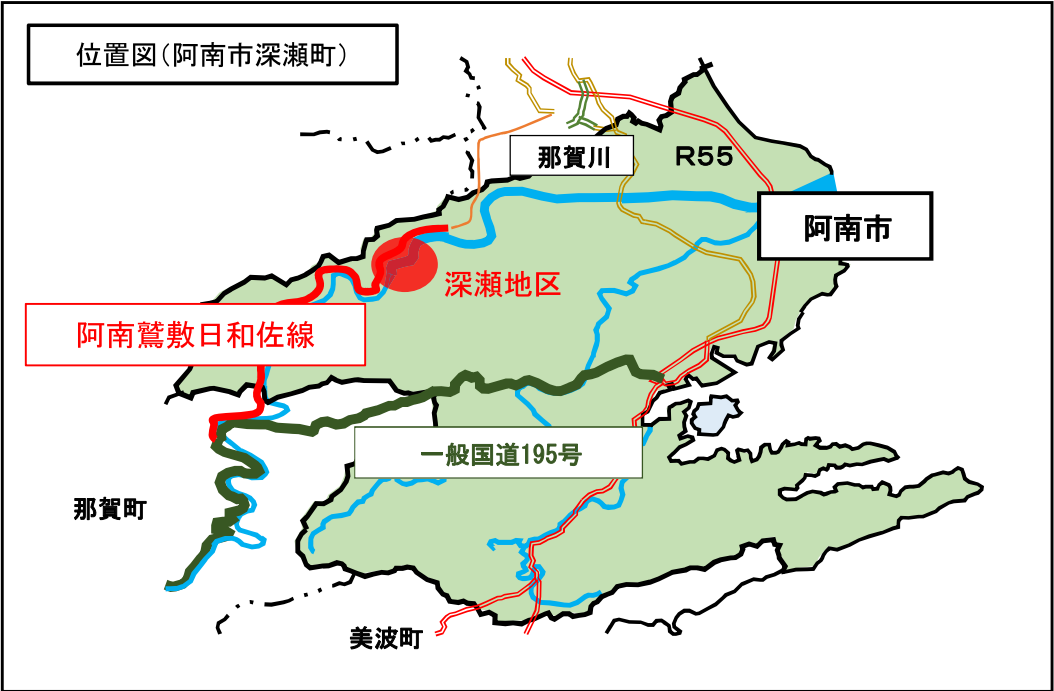 位置図(阿南市深瀬町)
那賀川
R55
阿南市
深瀬地区
阿南鷲敷日和佐線
一般国道195号
那賀町
美波町